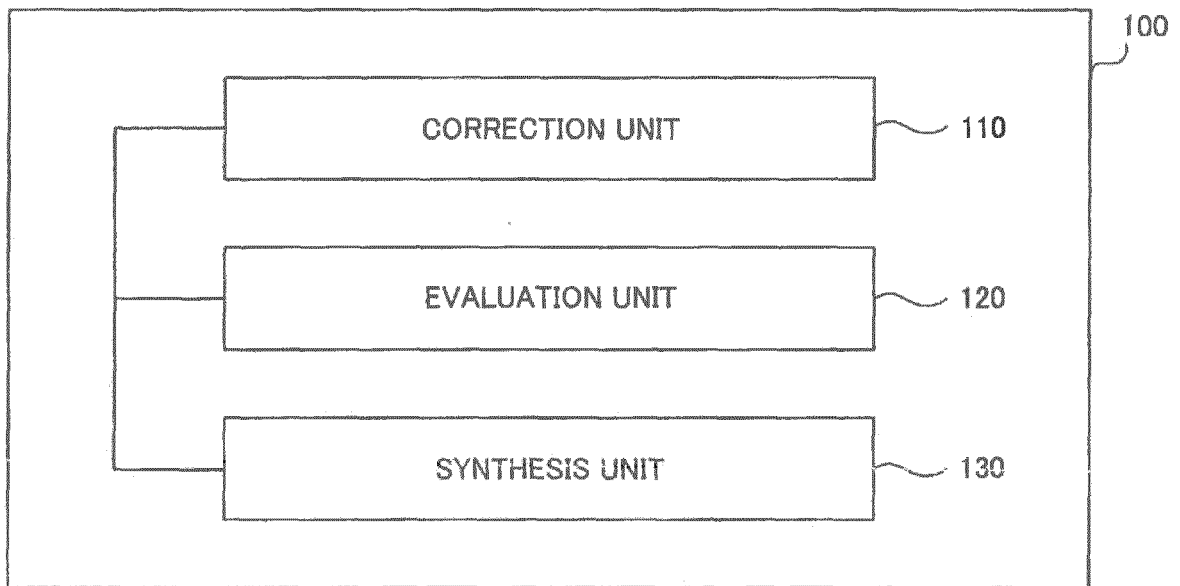 100
CORRECTION UNIT
110
EVALUATION UNIT
120
SYNTHESIS UNIT
130